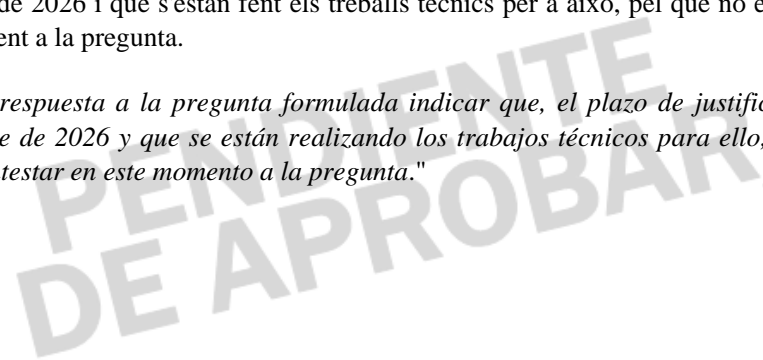 de 2026 i que s'estan fent els treballs tècnics per a això, pel que no e
ent a la pregunta.
respuesta a la pregunta formulada indicar que, el plazo de justific
e de 2026 y que se están realizando los trabajos técnicos para ello,
testar en este momento a la pregunta."
PENDIENTE
DE APROBAR